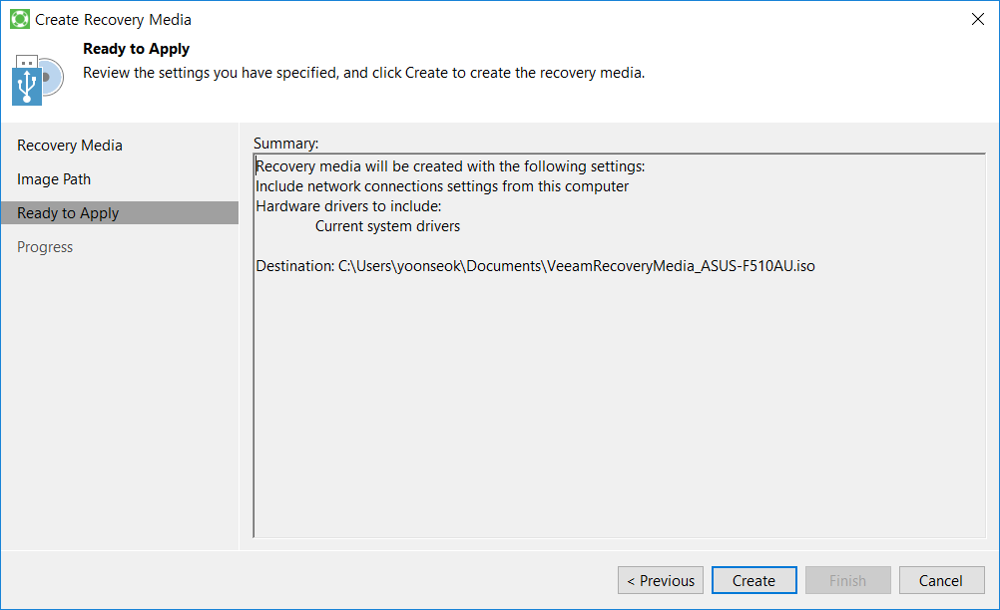 Create Recovery Media
Ready to Apply
Review the settings you have specified, and click Create to create the recovery media.
Recovery Media
Image Path
Ready to Apply
Progress
Summary:
Recovery media will be created with the following settings:
Include network connections settings from this computer
Hardware drivers to include:
Current system drivers
Destination: C:\Users\yoonseok\Documents\VeeamRecoveryMedia_ASUS-F510AU.iso
< Previous
Create
Finish
Cancel